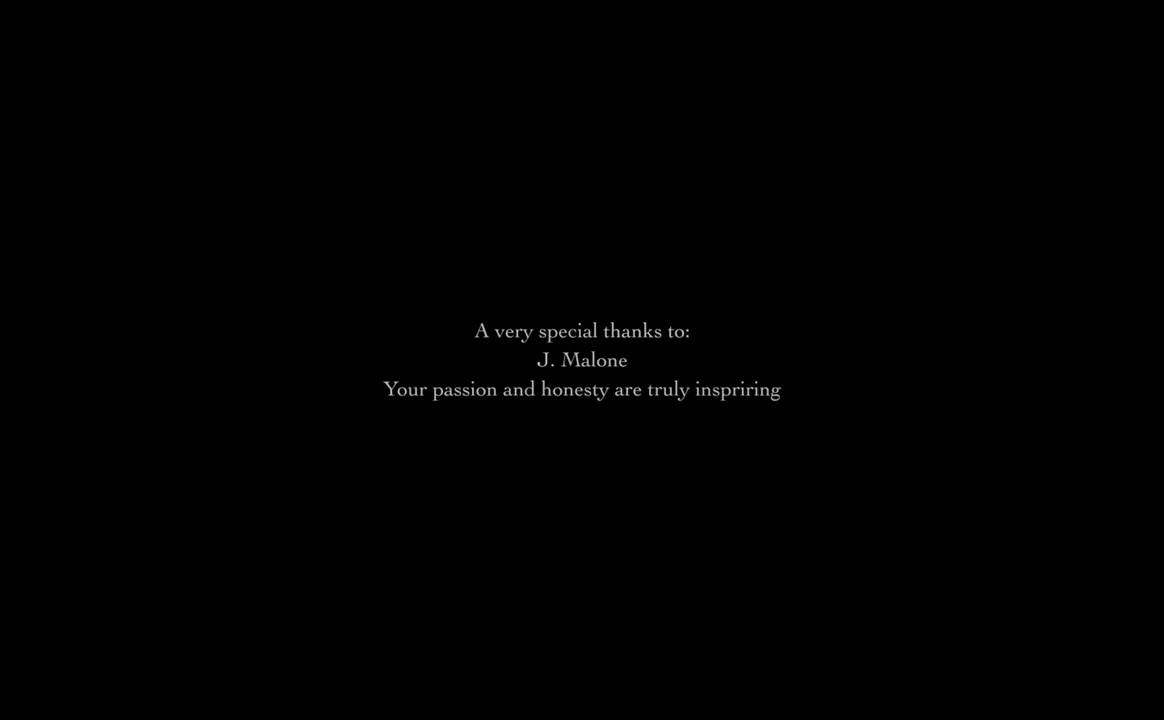 A very special thanks to:
J. Malone
Your passion and honesty are truly inspriring